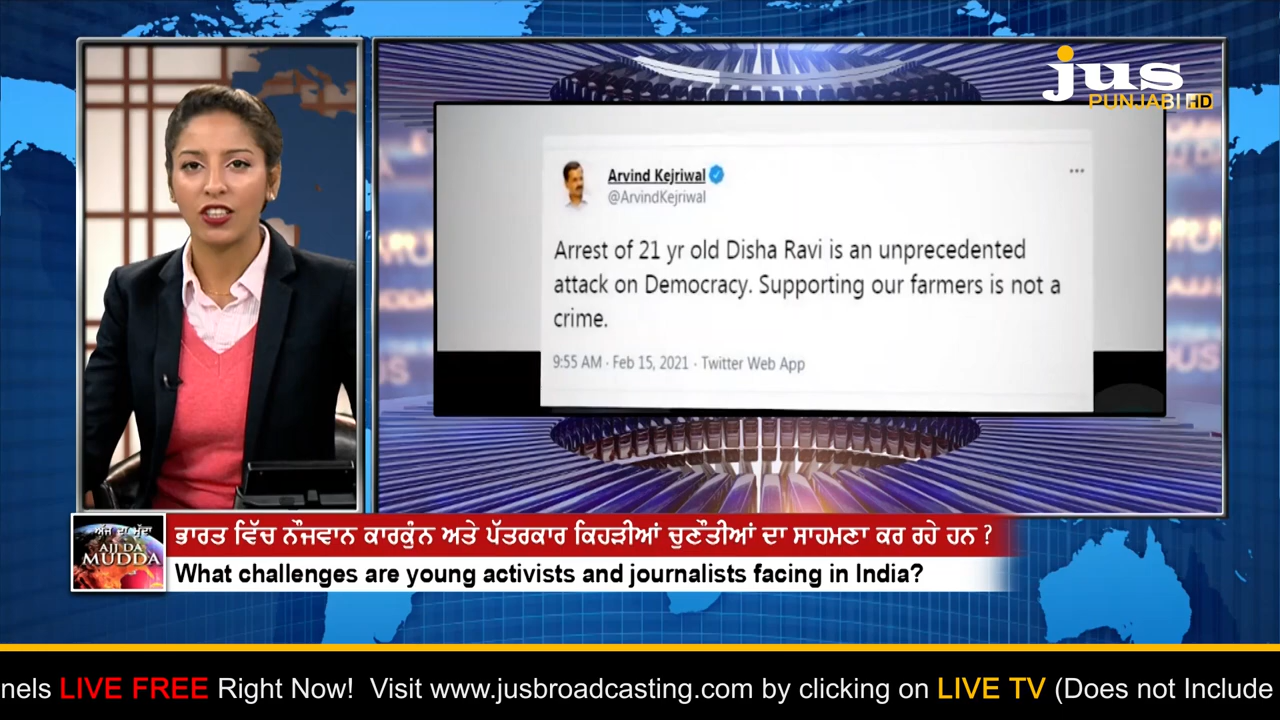 jus
PUNJABI HD
Arvind Kejriwal
@ArvindKejriwal
Arrest of 21 yr old Disha Ravi is an unprecedented
attack on Democracy. Supporting our farmers is not a
crime.
9:55 AM · Feb 15, 2021 · Twitter Web App
ਅੱਜ ਦਾ ਮੁੱਦਾ
AJJ DA
MUDDA
ਭਾਰਤ ਵਿੱਚ ਨੌਜਵਾਨ ਕਾਰਕੁੰਨ ਅਤੇ ਪੱਤਰਕਾਰ ਕਿਹੜੀਆਂ ਚੁਣੌਤੀਆਂ ਦਾ ਸਾਹਮਣਾ ਕਰ ਰਹੇ ਹਨ ?
What challenges are young activists and journalists facing in India?
nels LIVE FREE Right Now! Visit www.jusbroadcasting.com by clicking on LIVE TV (Does not Include